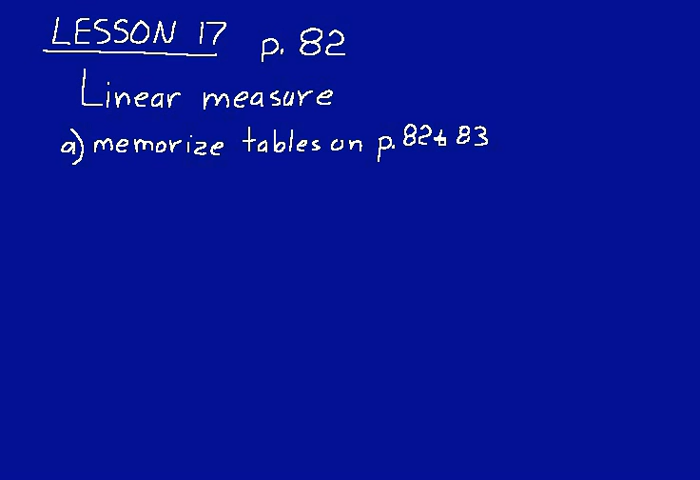 LESSON 17 p. 82
Linear measure
a) memorize tables on p. 82 & 83